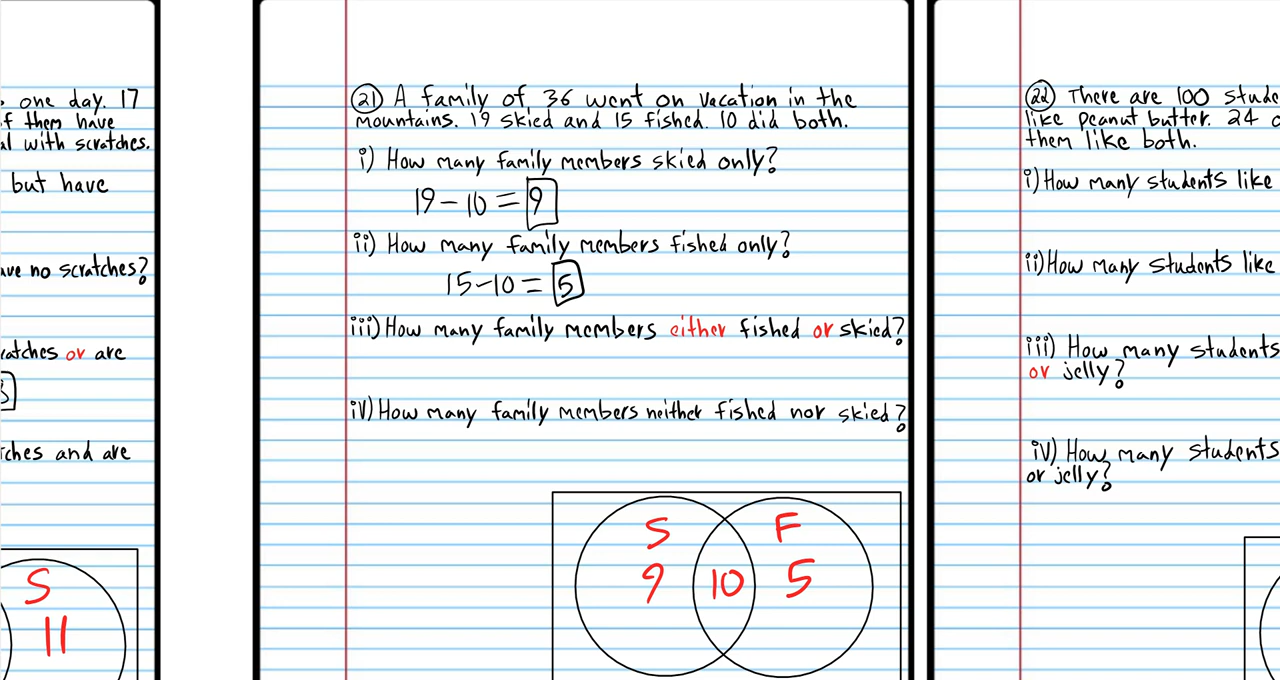 one day. 17
f them have
al with scratches.
but have
ave no scratches?
ratches or are
ches and are
S
11
21) A family of 36 went on vacation in the
mountains. 19 skied and 15 fished. 10 did both.
i) How many family members skied only?
19 - 10 = 9
ii) How many family members fished only?
15-10 = 5
iii) How many family members either fished or skied?
iv) How many family members neither fished nor skied?
S F
9 10 5
22) There are 100 stude
like peanut butter. 24 o
them like both.
i) How many students like
ii) How many students like
iii) How many students
or jelly?
iv) How many students
or jelly?